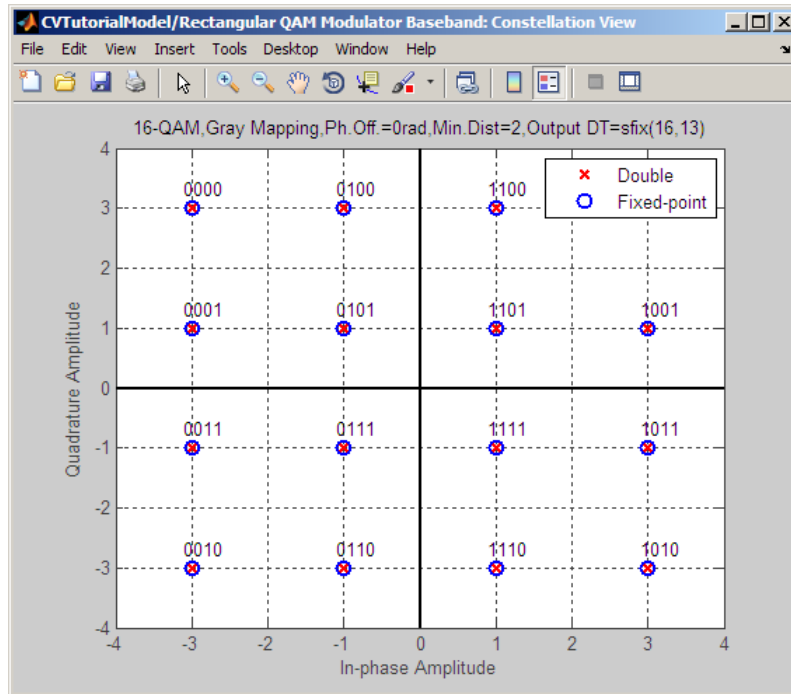 CVTutorialModel/Rectangular QAM Modulator Baseband: Constellation View
File Edit View Insert Tools Desktop Window Help
16-QAM,Gray Mapping,Ph.Off.=0rad,Min.Dist=2,Output DT=sfix(16,13)
Double
Fixed-point
0000 0100 1100
0001 0101 1101 1001
0011 0111 1111 1011
0010 0110 1110 1010
4
3
2
1
0
-1
-2
-3
-4
Quadrature Amplitude
-4 -3 -2 -1 0 1 2 3 4
In-phase Amplitude